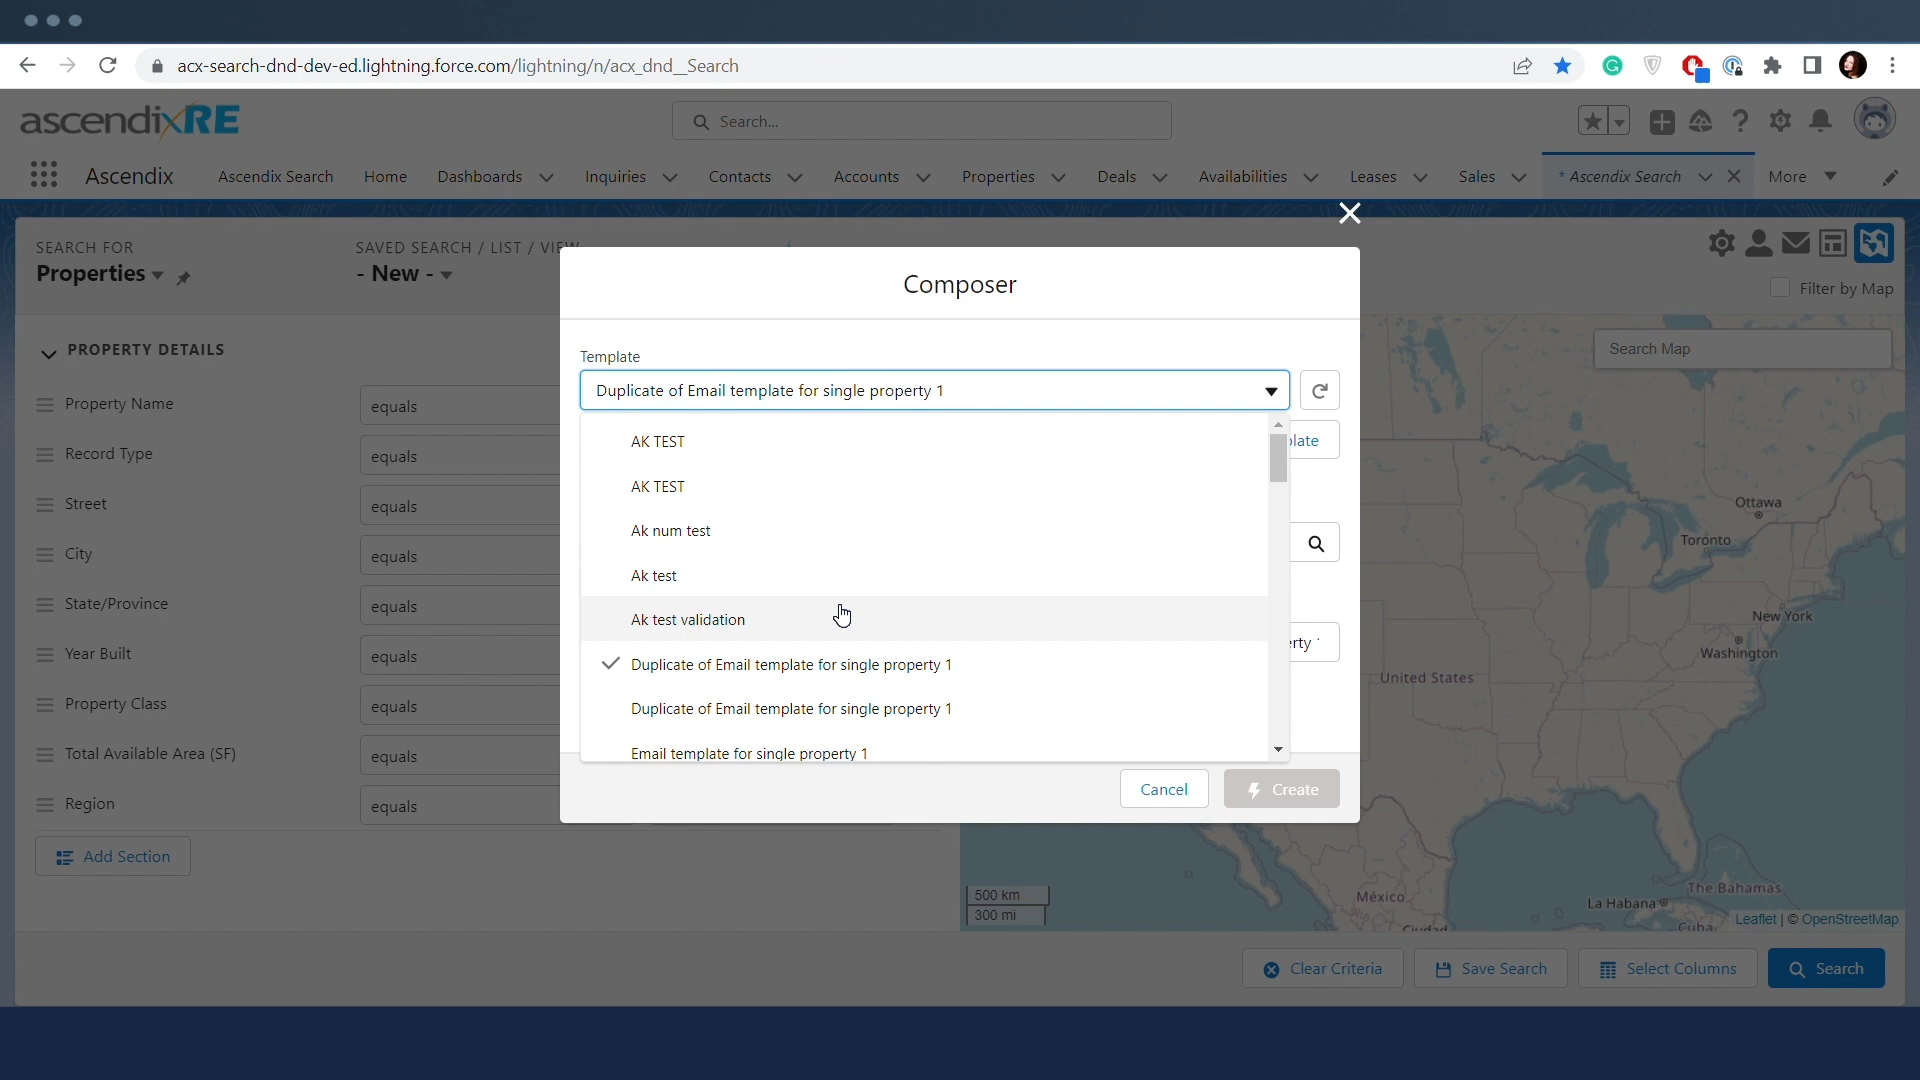 acx-search-dnd-dev-ed.lightning.force.com/lightning/n/acx_dnd__Search
ascendixRE
Search...
Ascendix
Ascendix Search
Home
Dashboards
Inquiries
Contacts
Accounts
Properties
Deals
Availabilities
Leases
Sales
* Ascendix Search
More
SEARCH FOR
Properties
SAVED SEARCH / LIST / VIEW
- New -
Filter by Map
Composer
PROPERTY DETAILS
Search Map
Template
Duplicate of Email template for single property 1
Property Name
equals
AK TEST
late
Record Type
equals
AK TEST
Street
equals
Ak num test
City
equals
Ak test
State/Province
equals
Ak test validation
Year Built
equals
erty
Duplicate of Email template for single property 1
Property Class
equals
Duplicate of Email template for single property 1
Total Available Area (SF)
equals
Email template for single property 1
Region
equals
Cancel
Create
Add Section
Ottawa
Toronto
New York
Washington
United States
México
La Habana
The Bahamas
Cuba
Ciudad
500 km
300 mi
Leaflet | © OpenStreetMap
Clear Criteria
Save Search
Select Columns
Search